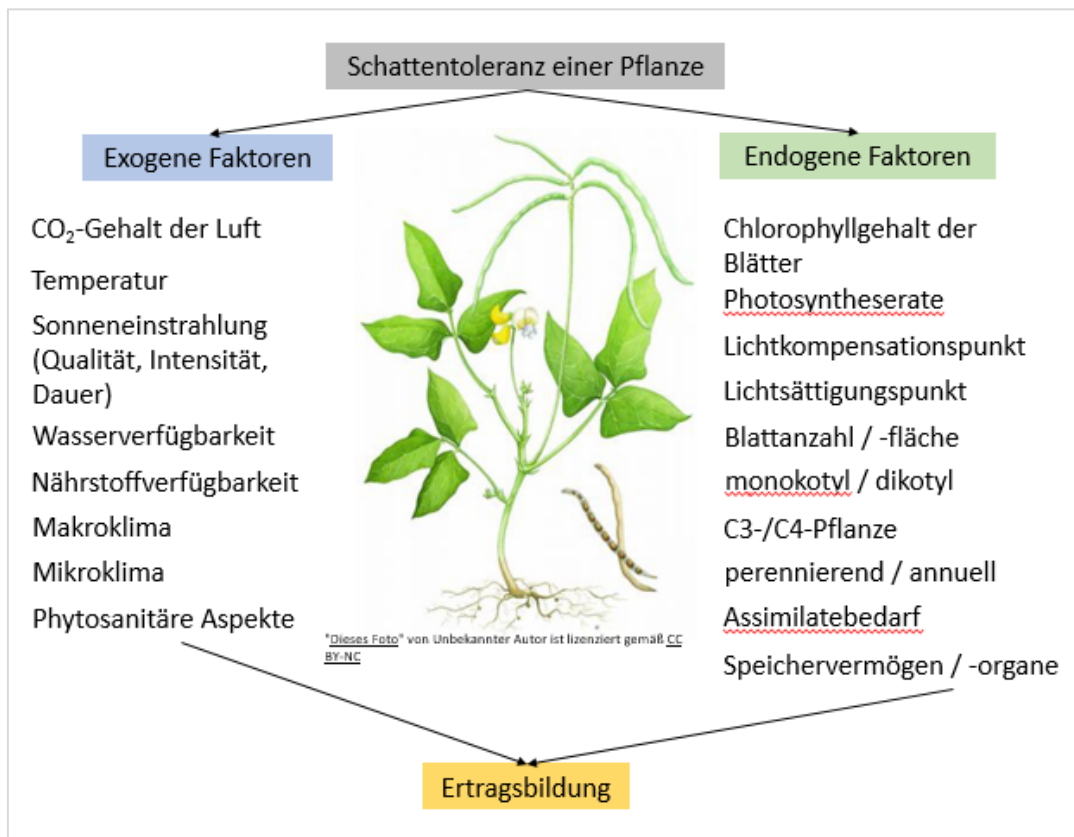 Schattentoleranz einer Pflanze
Exogene Faktoren
CO₂-Gehalt der Luft
Temperatur
Sonneneinstrahlung
(Qualität, Intensität,
Dauer)
Wasserverfügbarkeit
Nährstoffverfügbarkeit
Makroklima
Mikroklima
Phytosanitäre Aspekte
Endogene Faktoren
Chlorophyllgehalt der
Blätter
Photosyntheserate
Lichtkompensationspunkt
Lichtsättigungspunkt
Blattanzahl / -fläche
monokotyl / dikotyl
C3-/C4-Pflanze
perennierend / annuell
Assimilatebedarf
Speichervermögen / -organe
"Dieses Foto" von Unbekannter Autor ist lizenziert gemäß CC
BY-NC
Ertragsbildung